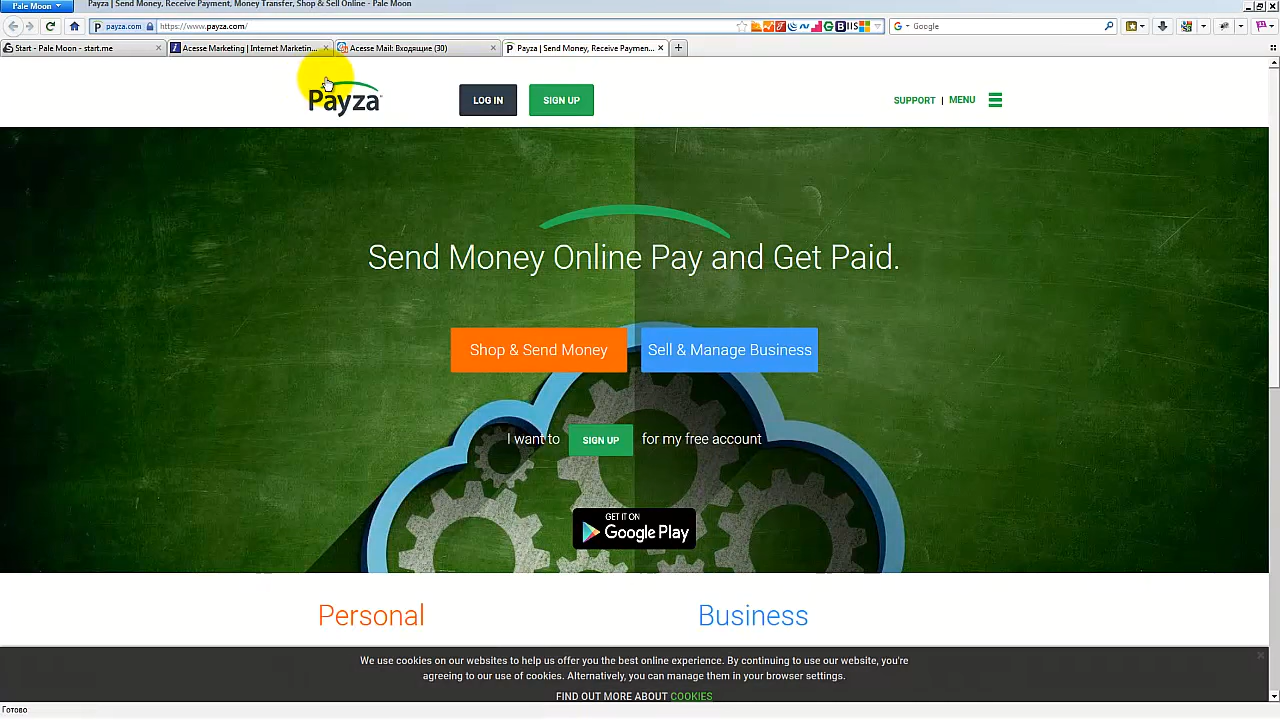 Payza | Send Money, Receive Payment, Money Transfer, Shop & Sell Online - Pale Moon
Pale Moon
payza.com
https://www.payza.com/
Google
Start - Pale Moon - start.me
Acesse Marketing | Internet Marketin...
Acesse Mail: Входящие (30)
Payza | Send Money, Receive Paymen...
Payza
LOG IN
SIGN UP
SUPPORT | MENU
Send Money Online Pay and Get Paid.
Shop & Send Money
Sell & Manage Business
I want to SIGN UP for my free account
GET IT ON
Google Play
Personal
Business
We use cookies on our websites to help us offer you the best online experience. By continuing to use our website, you're
agreeing to our use of cookies. Alternatively, you can manage them in your browser settings.
FIND OUT MORE ABOUT COOKIES
Готово